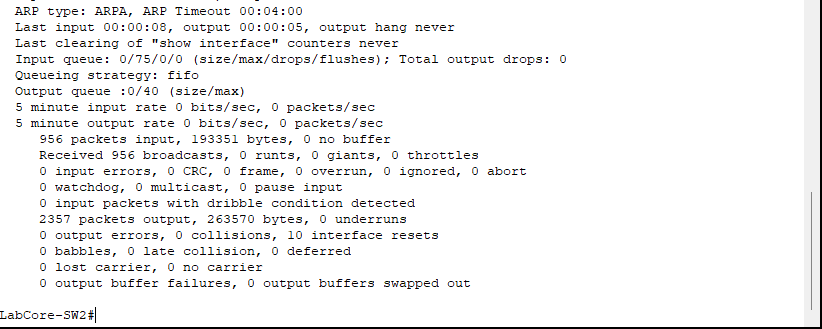 ARP type: ARPA, ARP Timeout 00:04:00
Last input 00:00:08, output 00:00:05, output hang never
Last clearing of "show interface" counters never
Input queue: 0/75/0/0 (size/max/drops/flushes); Total output drops: 0
Queueing strategy: fifo
Output queue :0/40 (size/max)
5 minute input rate 0 bits/sec, 0 packets/sec
5 minute output rate 0 bits/sec, 0 packets/sec
956 packets input, 193351 bytes, 0 no buffer
Received 956 broadcasts, 0 runts, 0 giants, 0 throttles
0 input errors, 0 CRC, 0 frame, 0 overrun, 0 ignored, 0 abort
0 watchdog, 0 multicast, 0 pause input
0 input packets with dribble condition detected
2357 packets output, 263570 bytes, 0 underruns
0 output errors, 0 collisions, 10 interface resets
0 babbles, 0 late collision, 0 deferred
0 lost carrier, 0 no carrier
0 output buffer failures, 0 output buffers swapped out
LabCore-SW2#